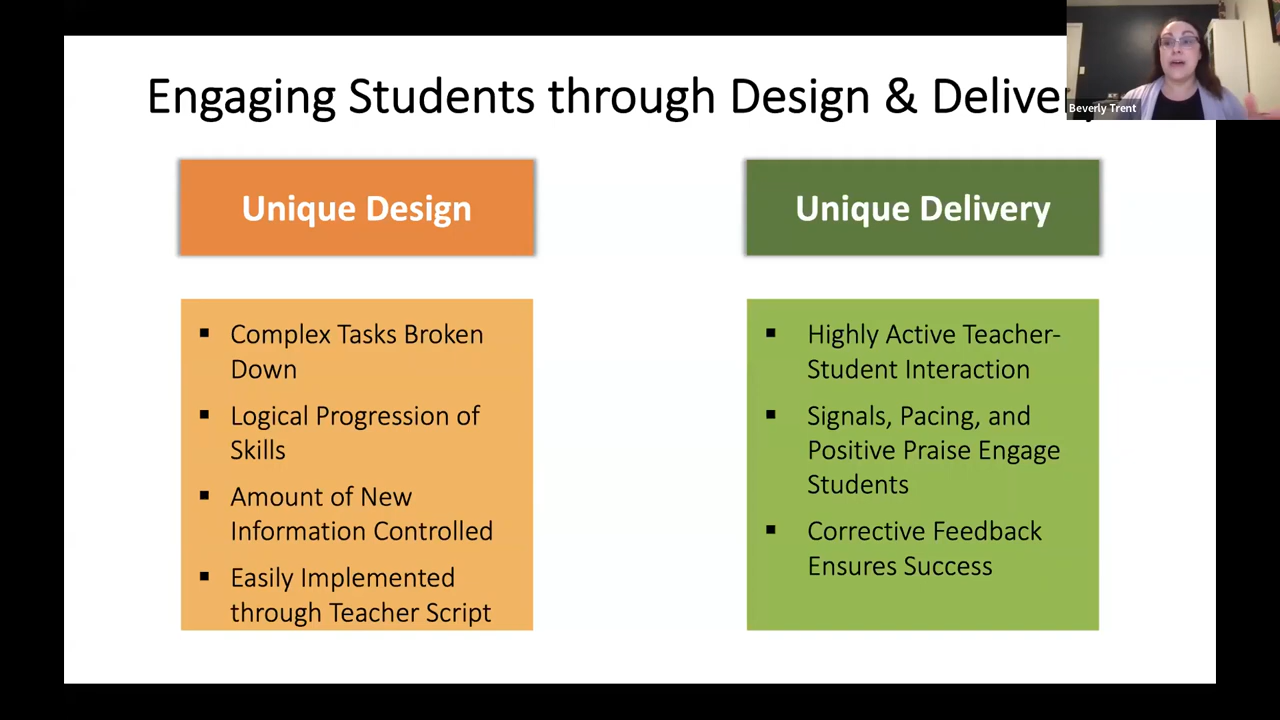 Engaging Students through Design & Deliver
Beverly Trent
Unique Design
Unique Delivery
▪ Complex Tasks Broken
Down
▪ Logical Progression of
Skills
▪ Amount of New
Information Controlled
▪ Easily Implemented
through Teacher Script
▪ Highly Active Teacher-
Student Interaction
▪ Signals, Pacing, and
Positive Praise Engage
Students
▪ Corrective Feedback
Ensures Success